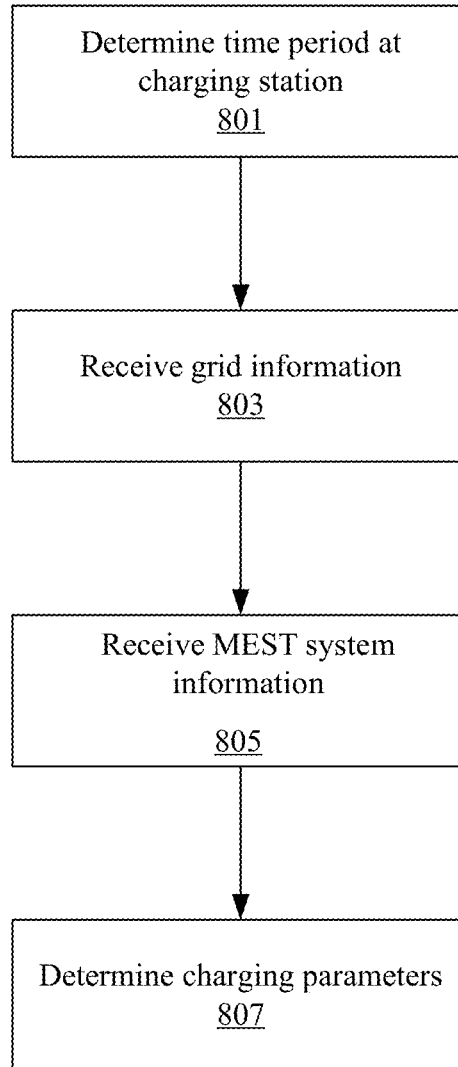 Determine time period at
charging station
801
Receive grid information
803
Receive MEST system
information
805
Determine charging parameters
807